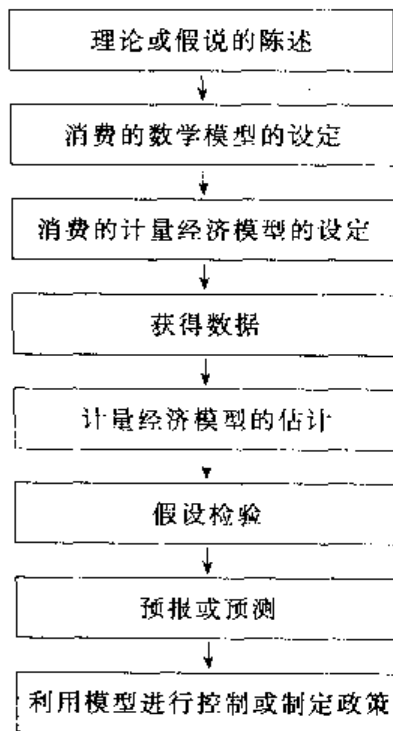 理论或假说的陈述
消费的数学模型的设定
消费的计量经济模型的设定
获得数据
计量经济模型的估计
假设检验
预报或预测
利用模型进行控制或制定政策